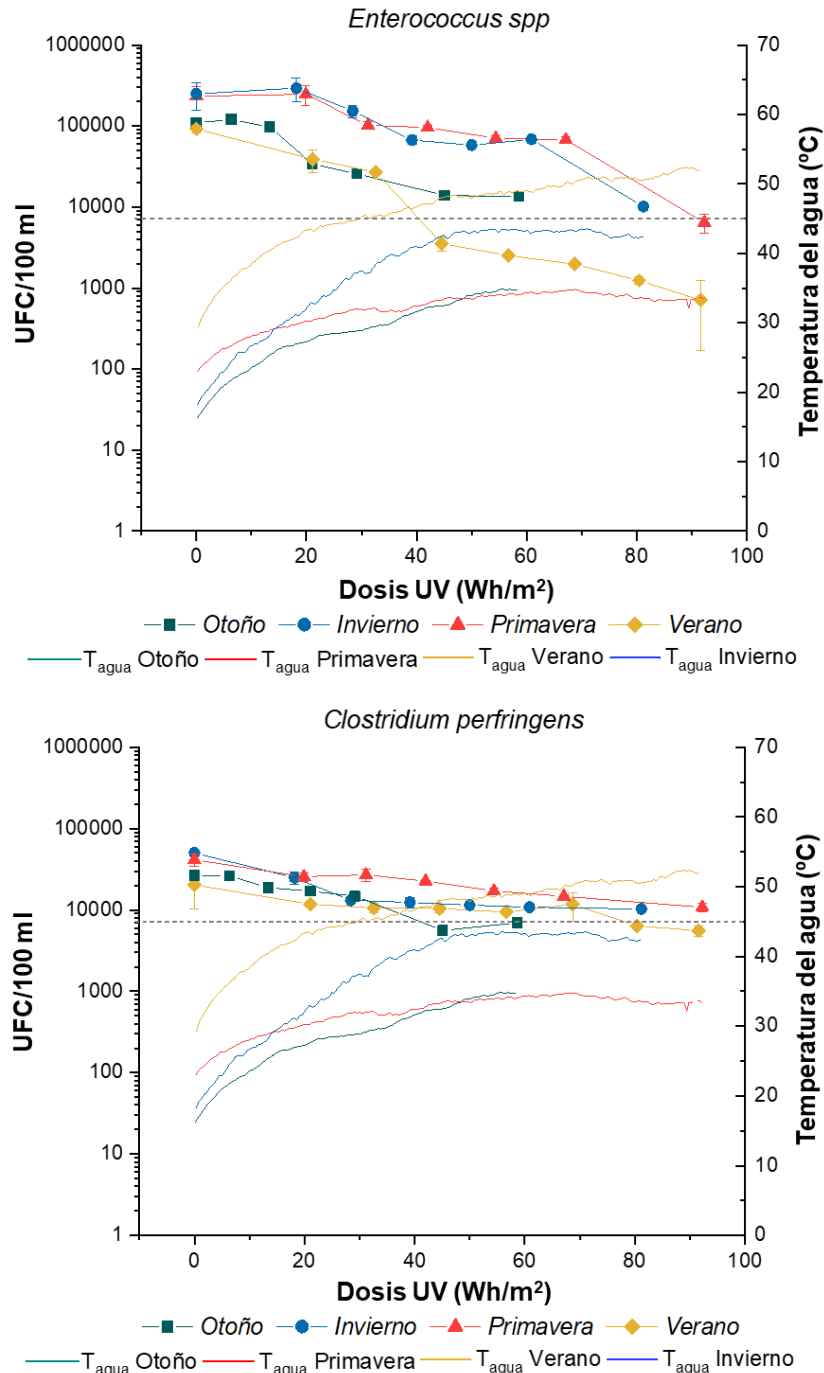 Enterococcus spp
1000000
100000
10000
1000
100
10
1
UFC/100 ml
70
60
50
40
30
20
10
0
Temperatura del agua (ºC)
0 20 40 60 80 100
Dosis UV (Wh/m²)
Otoño Invierno Primavera Verano
Tagua Otoño Tagua Primavera Tagua Verano Tagua Invierno
Clostridium perfringens
1000000
100000
10000
1000
100
10
1
UFC/100 ml
70
60
50
40
30
20
10
0
Temperatura del agua (ºC)
0 20 40 60 80 100
Dosis UV (Wh/m²)
Otoño Invierno Primavera Verano
Tagua Otoño Tagua Primavera Tagua Verano Tagua Invierno